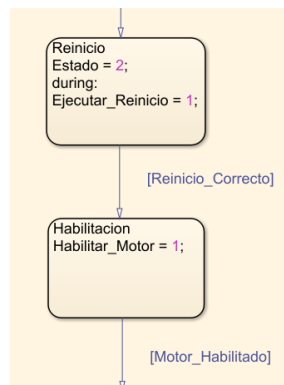 Reinicio
Estado = 2;
during:
Ejecutar_Reinicio = 1;
[Reinicio_Correcto]
Habilitacion
Habilitar_Motor = 1;
[Motor_Habilitado]